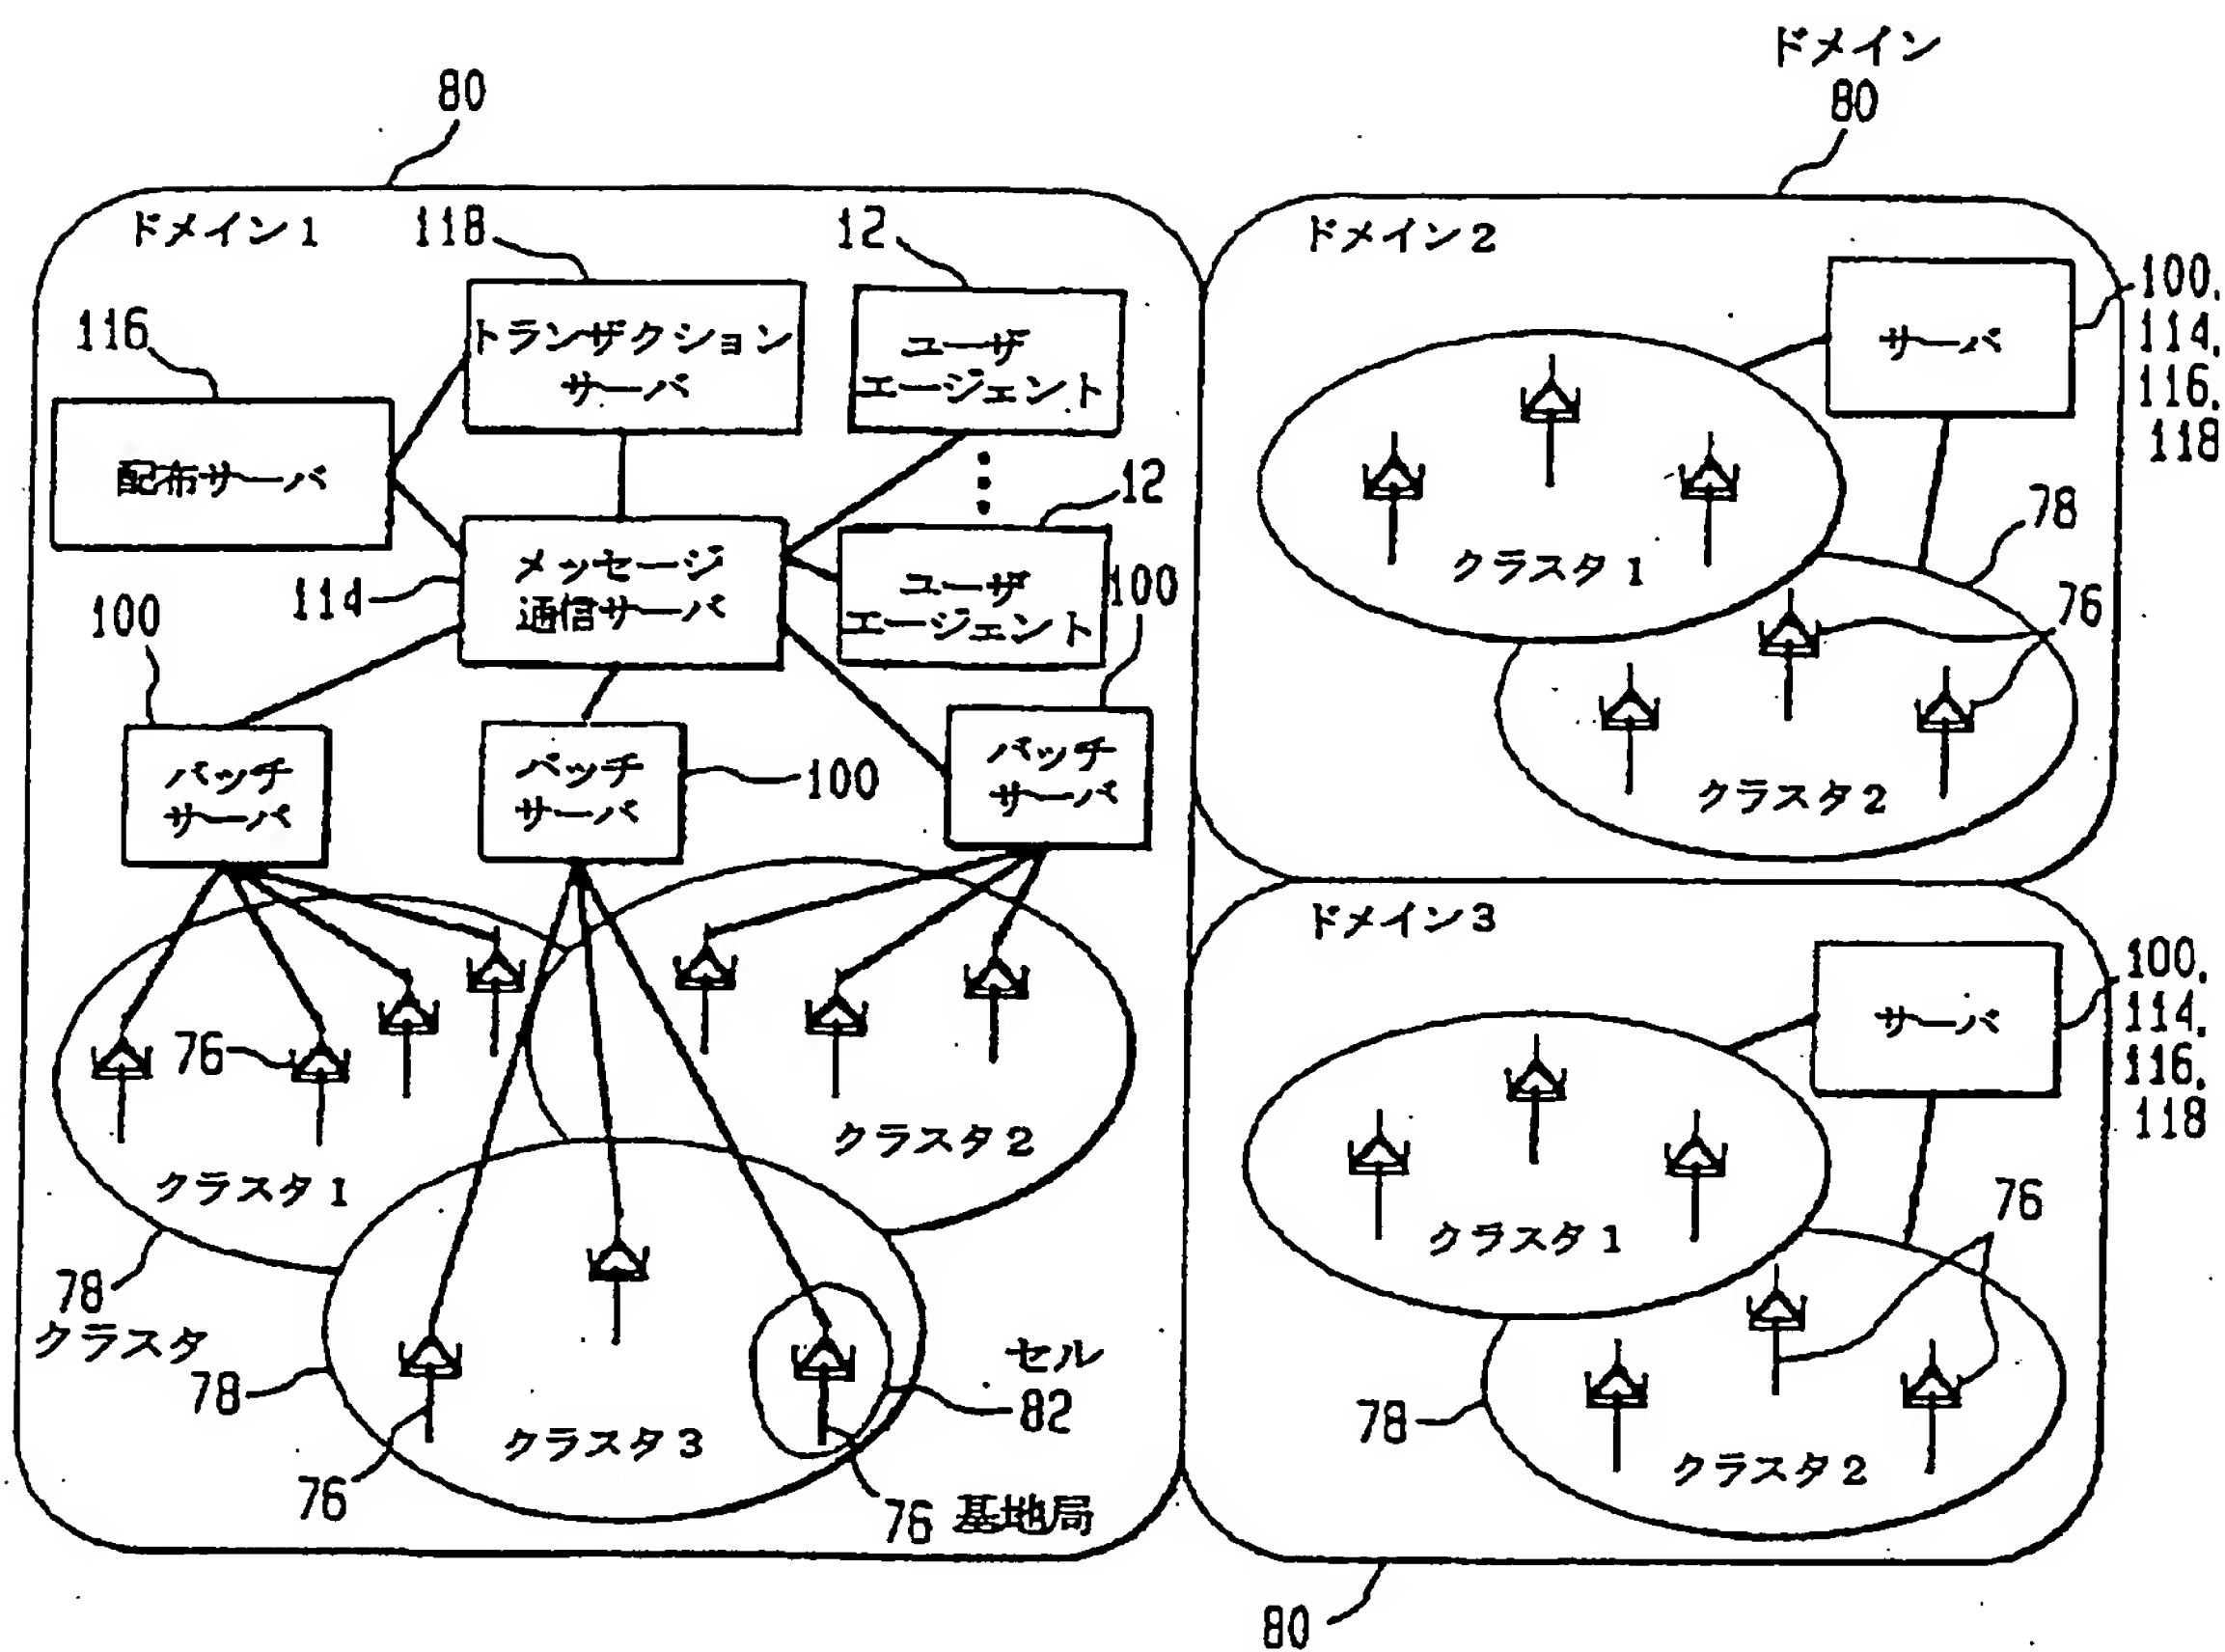 ドメイン
80
80
ドメイン1
118
12
ドメイン2
100,
114,
116,
118
116
トランザクション
サーバ
ユーザ
エージェント
サーバ
配布サーバ
12
78
メッセージ
通信サーバ
114
ユーザ
エージェント
100
クラスタ1
76
100
バッチ
サーバ
バッチ
サーバ
100
バッチ
サーバ
クラスタ2
ドメイン3
100,
114,
116,
118
サーバ
76
クラスタ2
クラスタ1
クラスタ1
76
78
クラスタ
78
セル
82
78
クラスタ3
クラスタ2
76
76 基地局
80